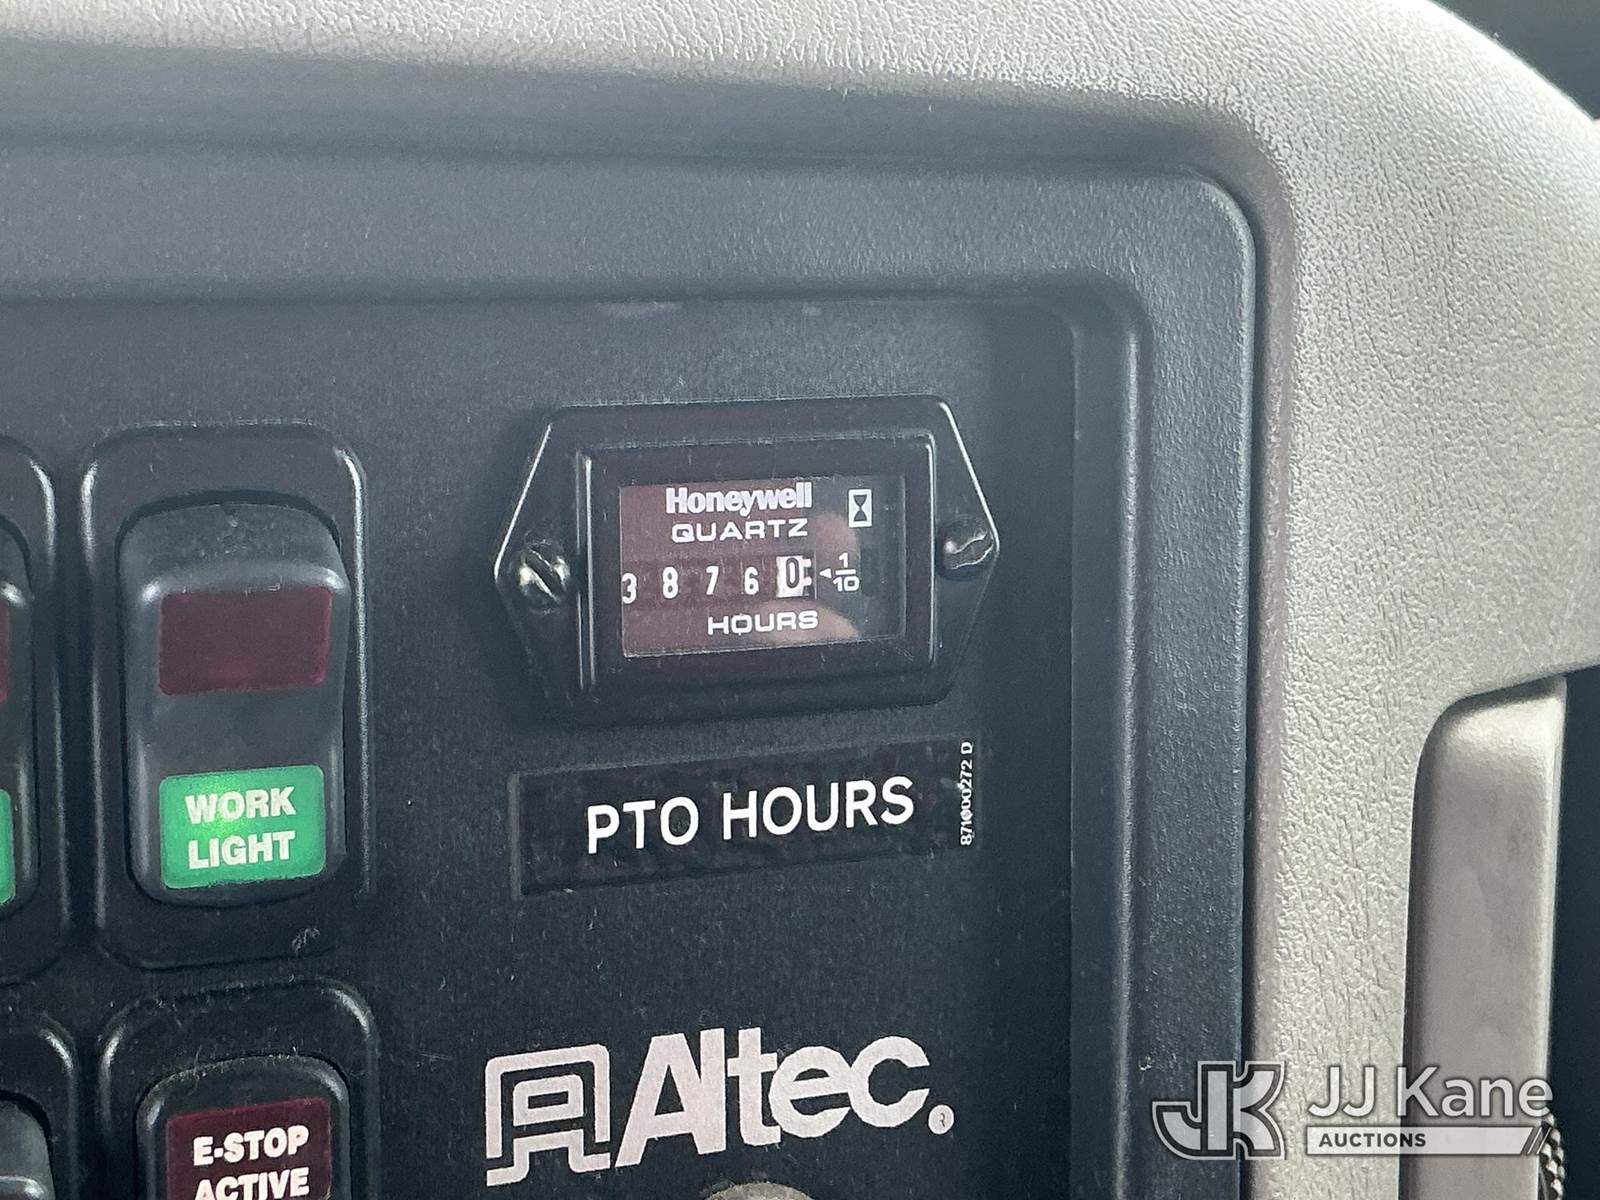 Honeywell
QUARTZ
3 8 7 6 0 ◄ 1/10
HOURS
WORK
LIGHT
PTO HOURS
871000272 D
Altec®
E-STOP
ACTIVE
JJ Kane
AUCTIONS